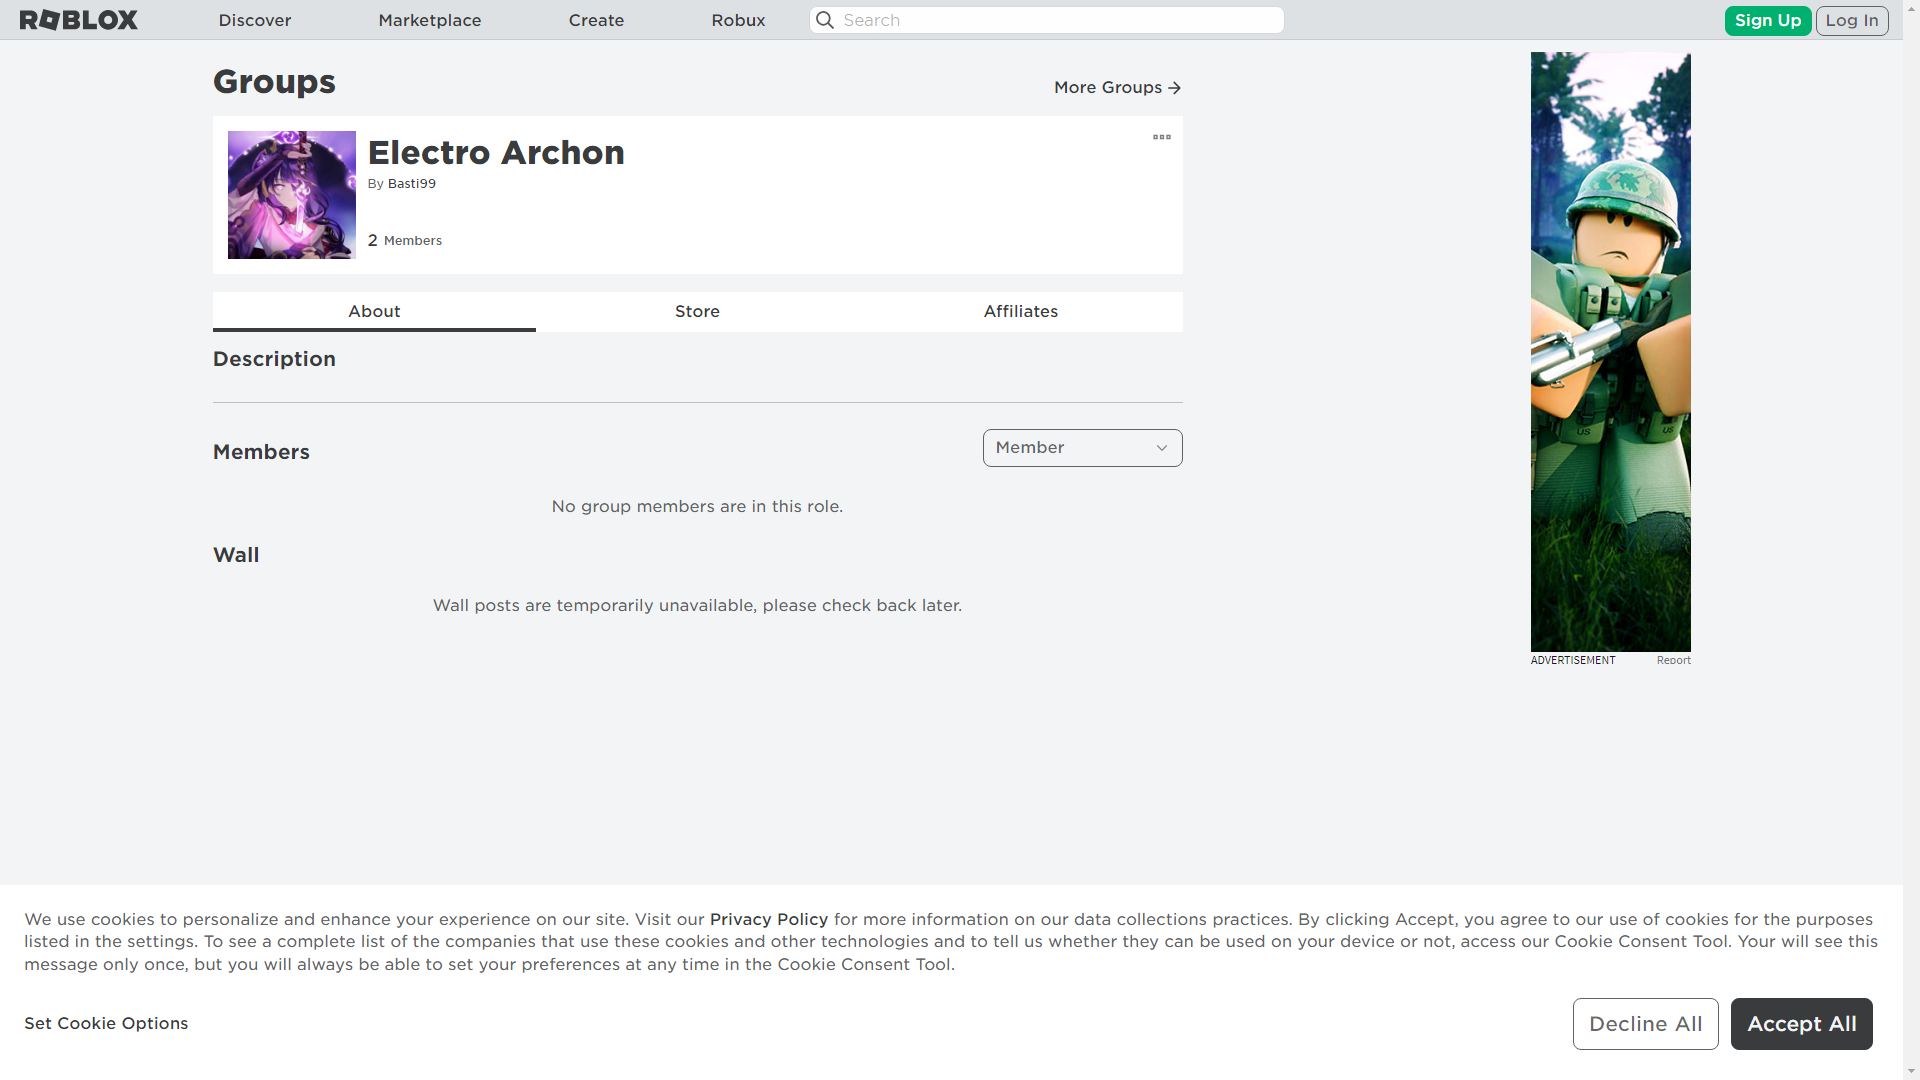 ROBLOX
Discover
Marketplace
Create
Robux
Search
Sign Up
Log In
Groups
More Groups
Electro Archon
By Basti99
2 Members
About
Store
Affiliates
Description
Members
Member
No group members are in this role.
Wall
Wall posts are temporarily unavailable, please check back later.
US
US
ADVERTISEMENT
Report
We use cookies to personalize and enhance your experience on our site. Visit our Privacy Policy for more information on our data collections practices. By clicking Accept, you agree to our use of cookies for the purposes
listed in the settings. To see a complete list of the companies that use these cookies and other technologies and to tell us whether they can be used on your device or not, access our Cookie Consent Tool. Your will see this
message only once, but you will always be able to set your preferences at any time in the Cookie Consent Tool.
Set Cookie Options
Decline All
Accept All